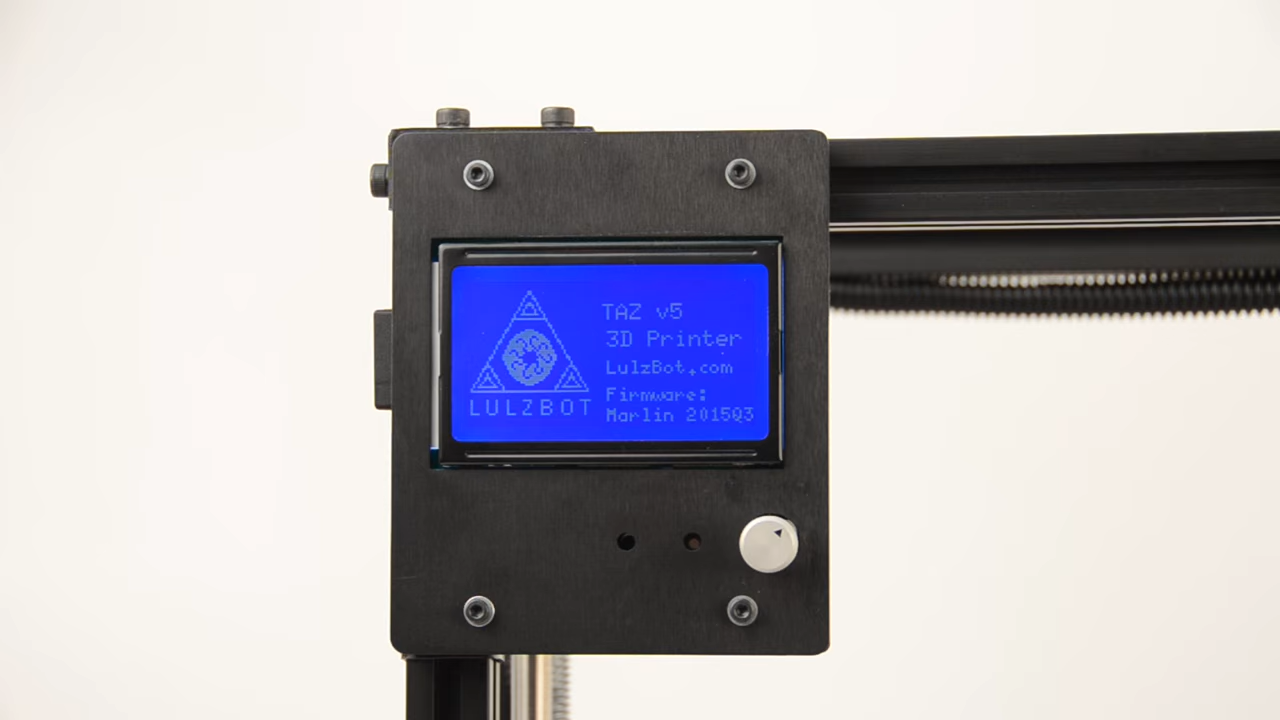 TAZ v5
3D Printer
LulzBot.com
Firmware:
Marlin 2015Q3
LULZBOT